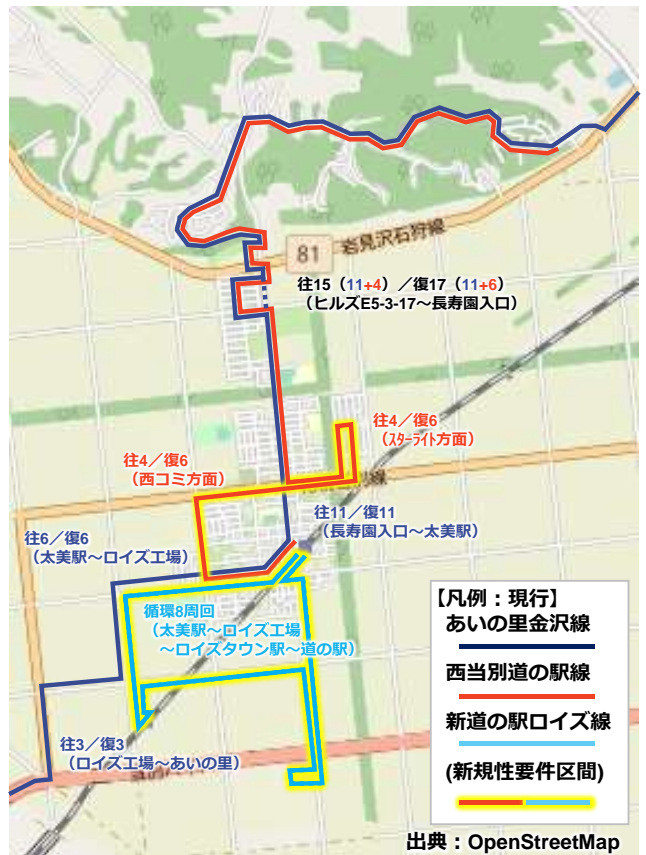 岩見沢石狩線
81
往15（11+4）／復17（11+6）
（ヒルズE5-3-17～長寿園入口）
往4／復6
（スターライト方面）
往4／復6
（西コミ方面）
往11／復11
（長寿園入口～太美駅）
往6／復6
（太美駅～ロイズ工場）
循環8周回
（太美駅～ロイズ工場
～ロイズタウン駅～道の駅）
往3／復3
（ロイズ工場～あいの里）
【凡例：現行】
あいの里金沢線
西当別道の駅線
新道の駅ロイズ線
(新規性要件区間)
出典：OpenStreetMap